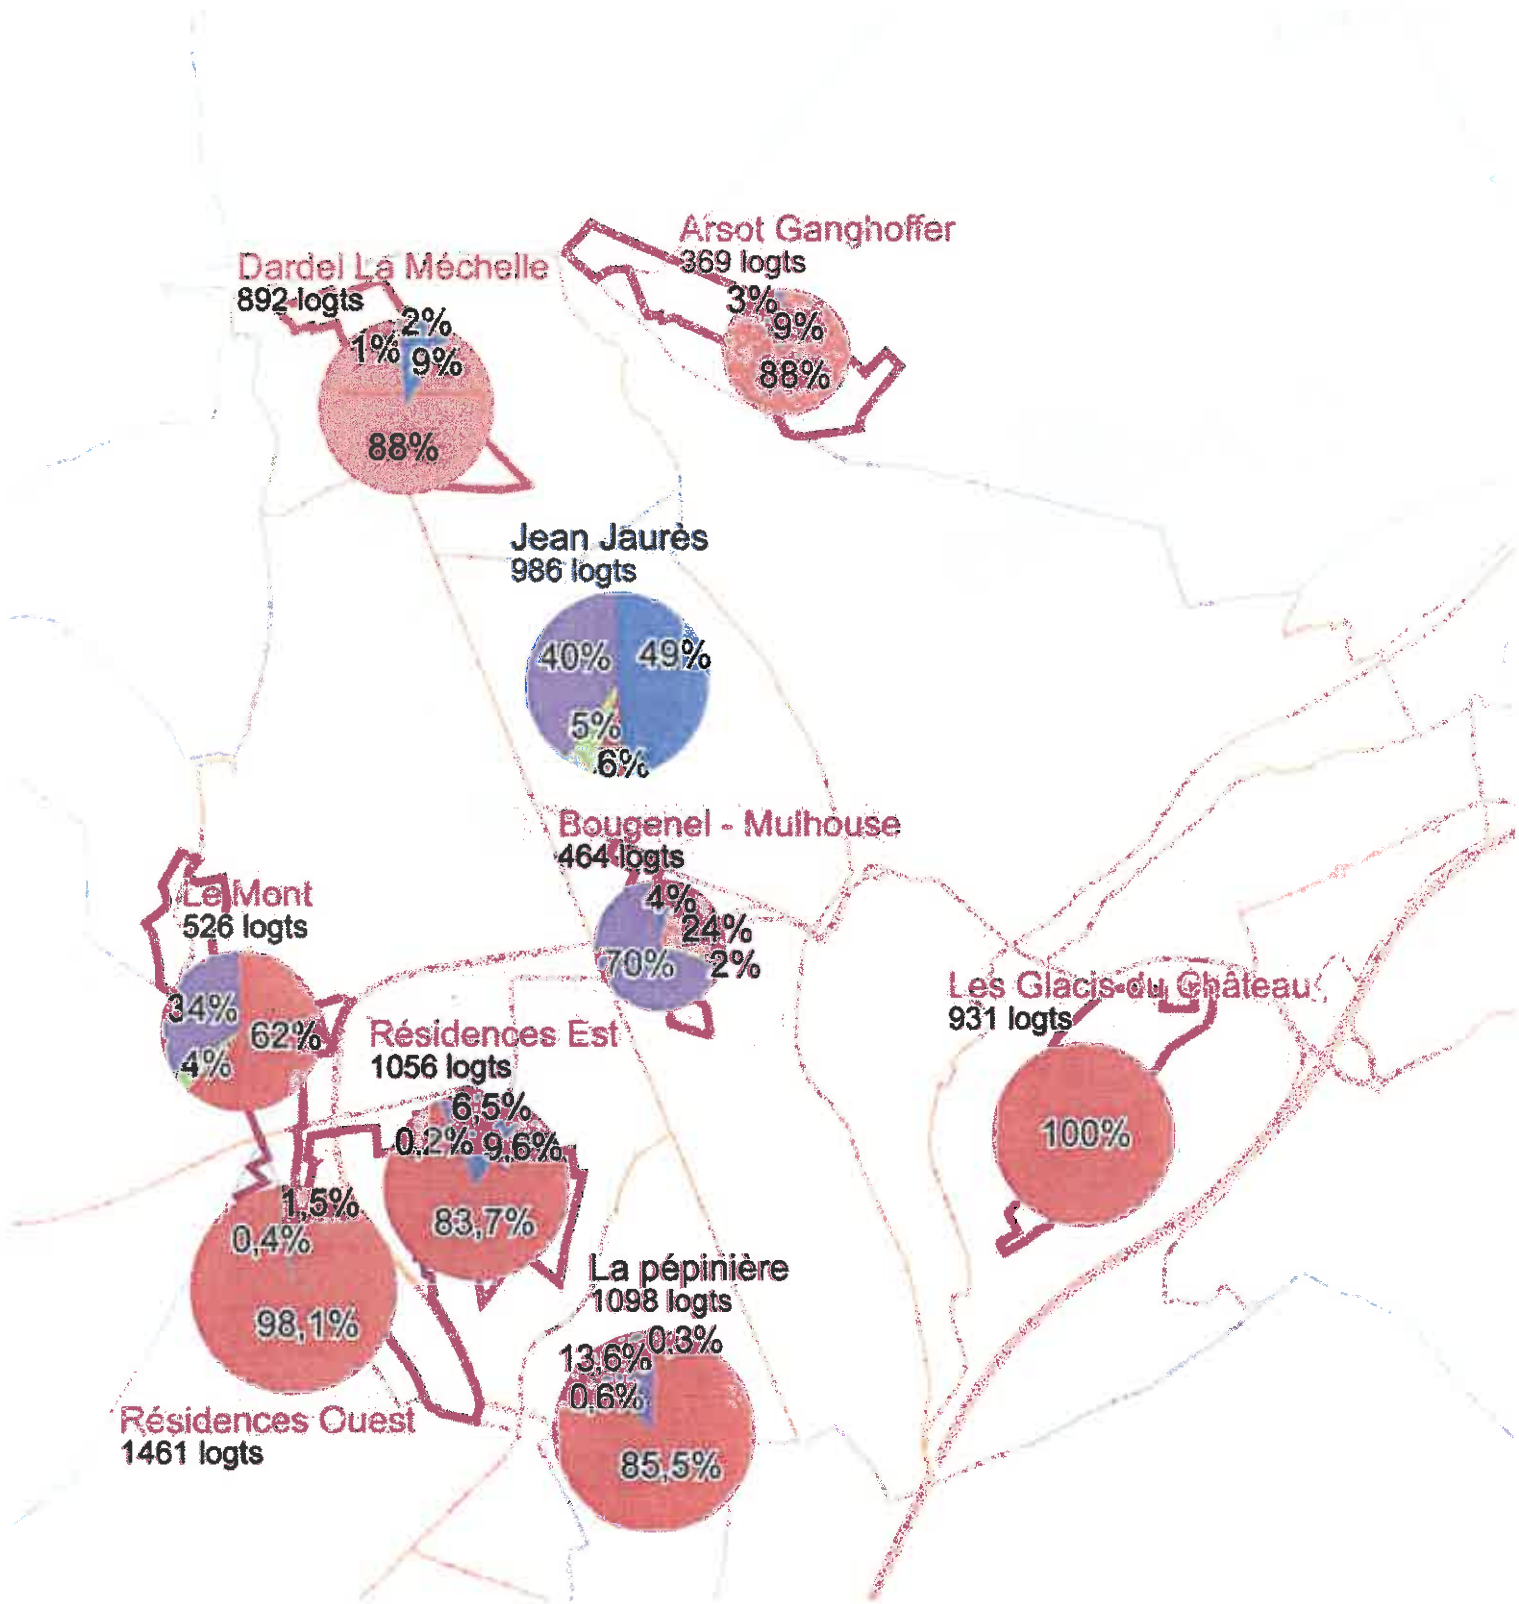 Arsot Ganghoffer
369 logts
3%
9%
88%
Dardel La Méchelle
892 logts
2%
1%
9%
88%
Jean Jaurès
986 logts
40%
49%
5%
6%
Bougenel - Mulhouse
464 logts
4%
24%
70%
2%
Le Mont
526 logts
34%
62%
4%
Les Glacis du Château
931 logts
100%
Résidences Est
1056 logts
6,5%
0,2%
9,6%
83,7%
1,5%
0,4%
98,1%
Résidences Ouest
1461 logts
La pépinière
1098 logts
0,3%
13,6%
0,6%
85,5%